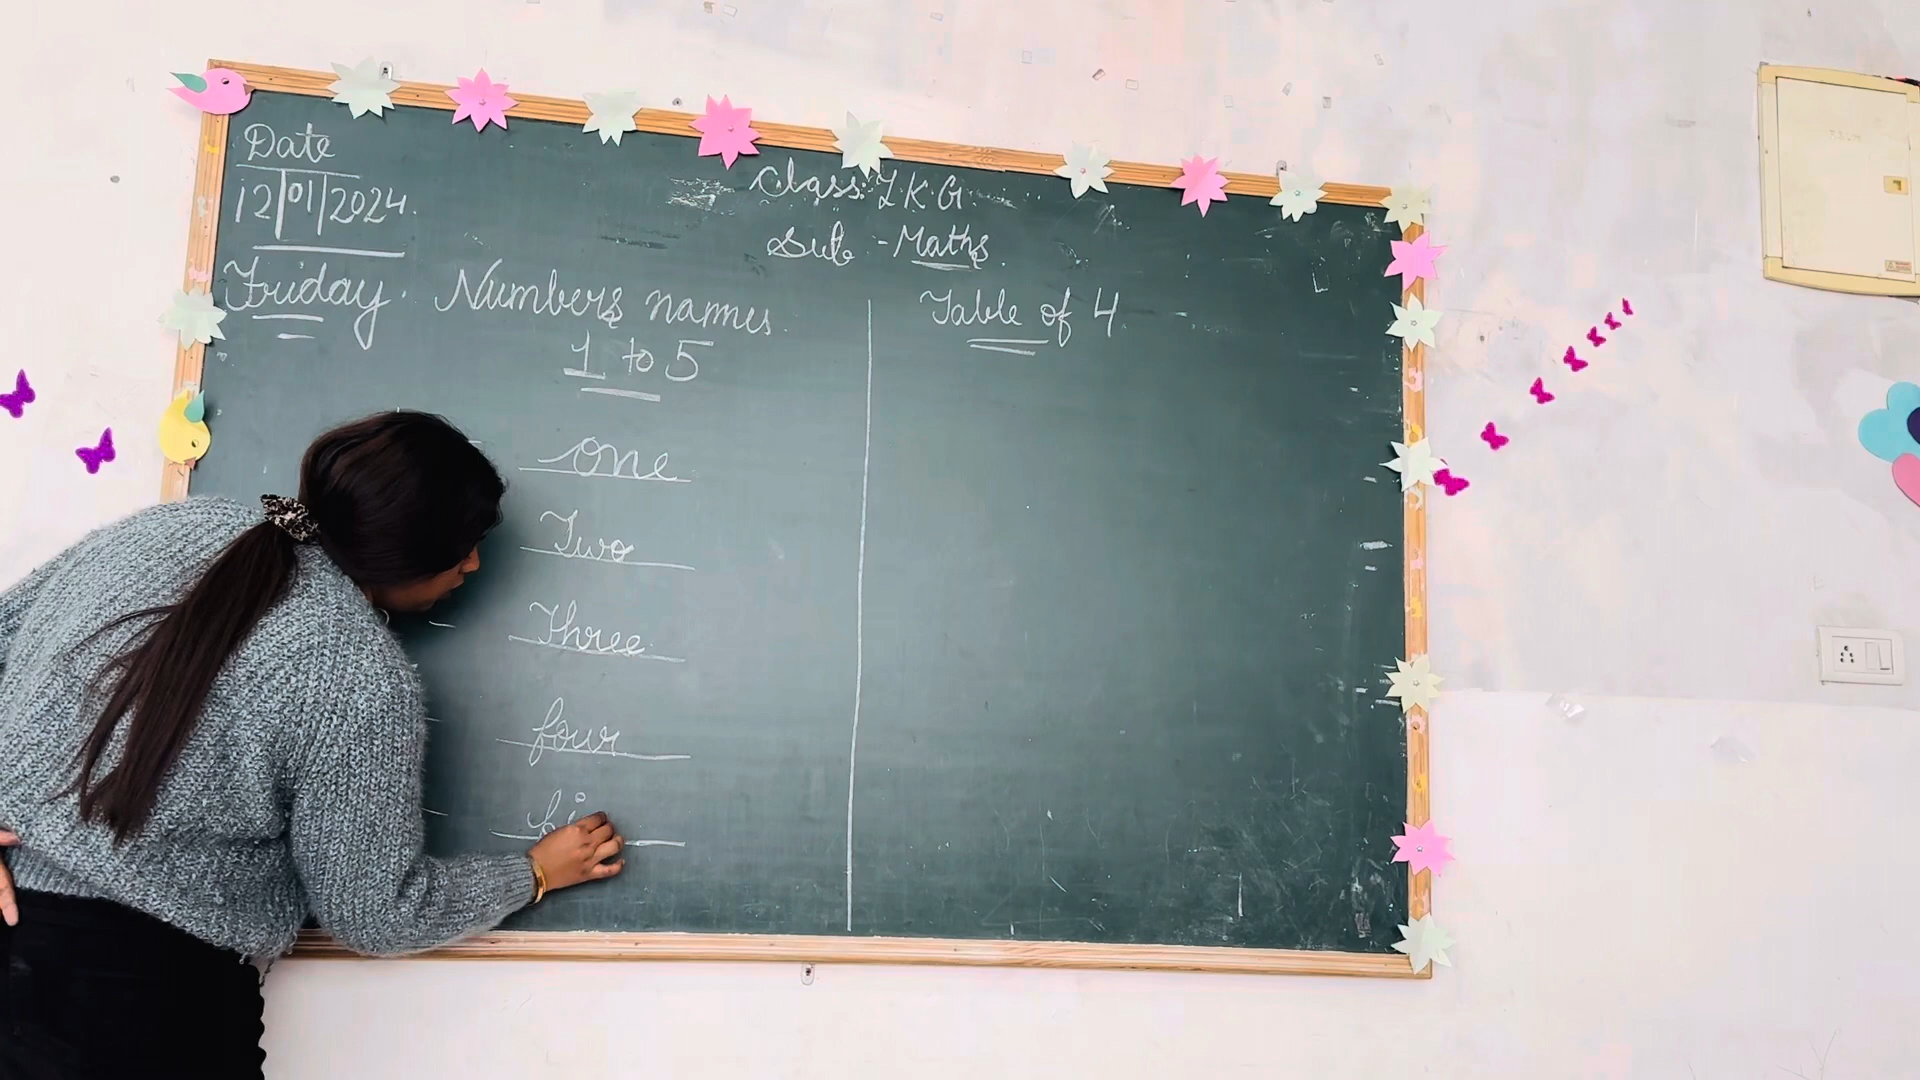 Date
12/01/2024.
Class: L.K.G
Sub - Maths.
Friday. Numbers names
1 to 5
one
Two
Three
four
fi
Table of 4